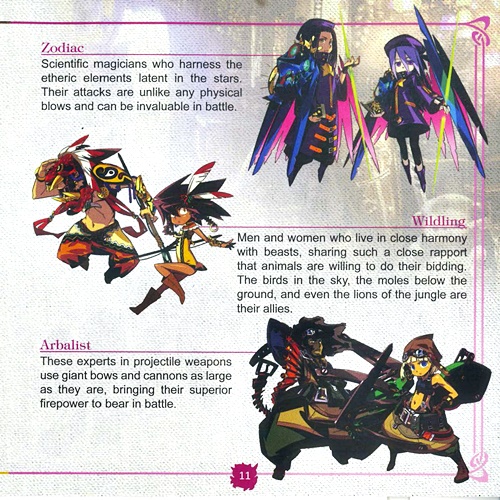 Zodiac
Scientific magicians who harness the
etheric elements latent in the stars.
Their attacks are unlike any physical
blows and can be invaluable in battle.
Wildling
Men and women who live in close harmony
with beasts, sharing such a close rapport
that animals are willing to do their bidding.
The birds in the sky, the moles below the
ground, and even the lions of the jungle are
their allies.
Arbalist
These experts in projectile weapons
use giant bows and cannons as large
as they are, bringing their superior
firepower to bear in battle.
11